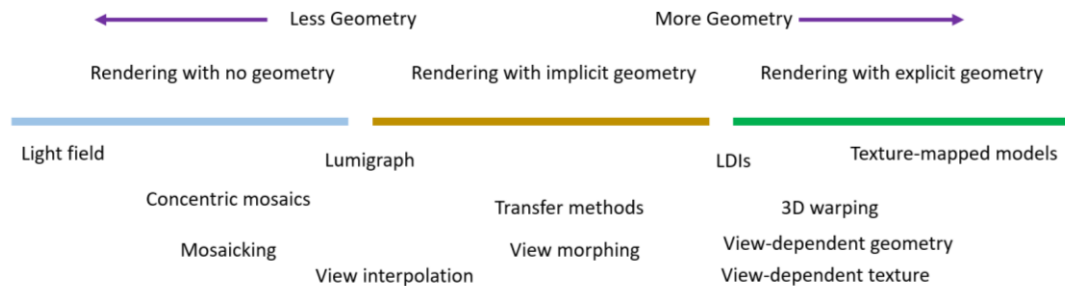 Less Geometry
More Geometry
Rendering with no geometry
Rendering with implicit geometry
Rendering with explicit geometry
Light field
Lumigraph
LDIs
Texture-mapped models
Concentric mosaics
Transfer methods
3D warping
Mosaicking
View morphing
View-dependent geometry
View interpolation
View-dependent texture